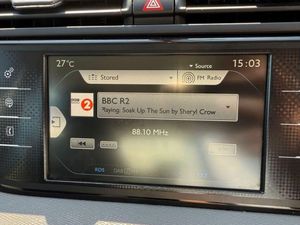 27°C
Source
15:03
Stored
FM Radio
2
BBC R2
Playing: Soak Up The Sun by Sheryl Crow
88.10 MHz
RDS